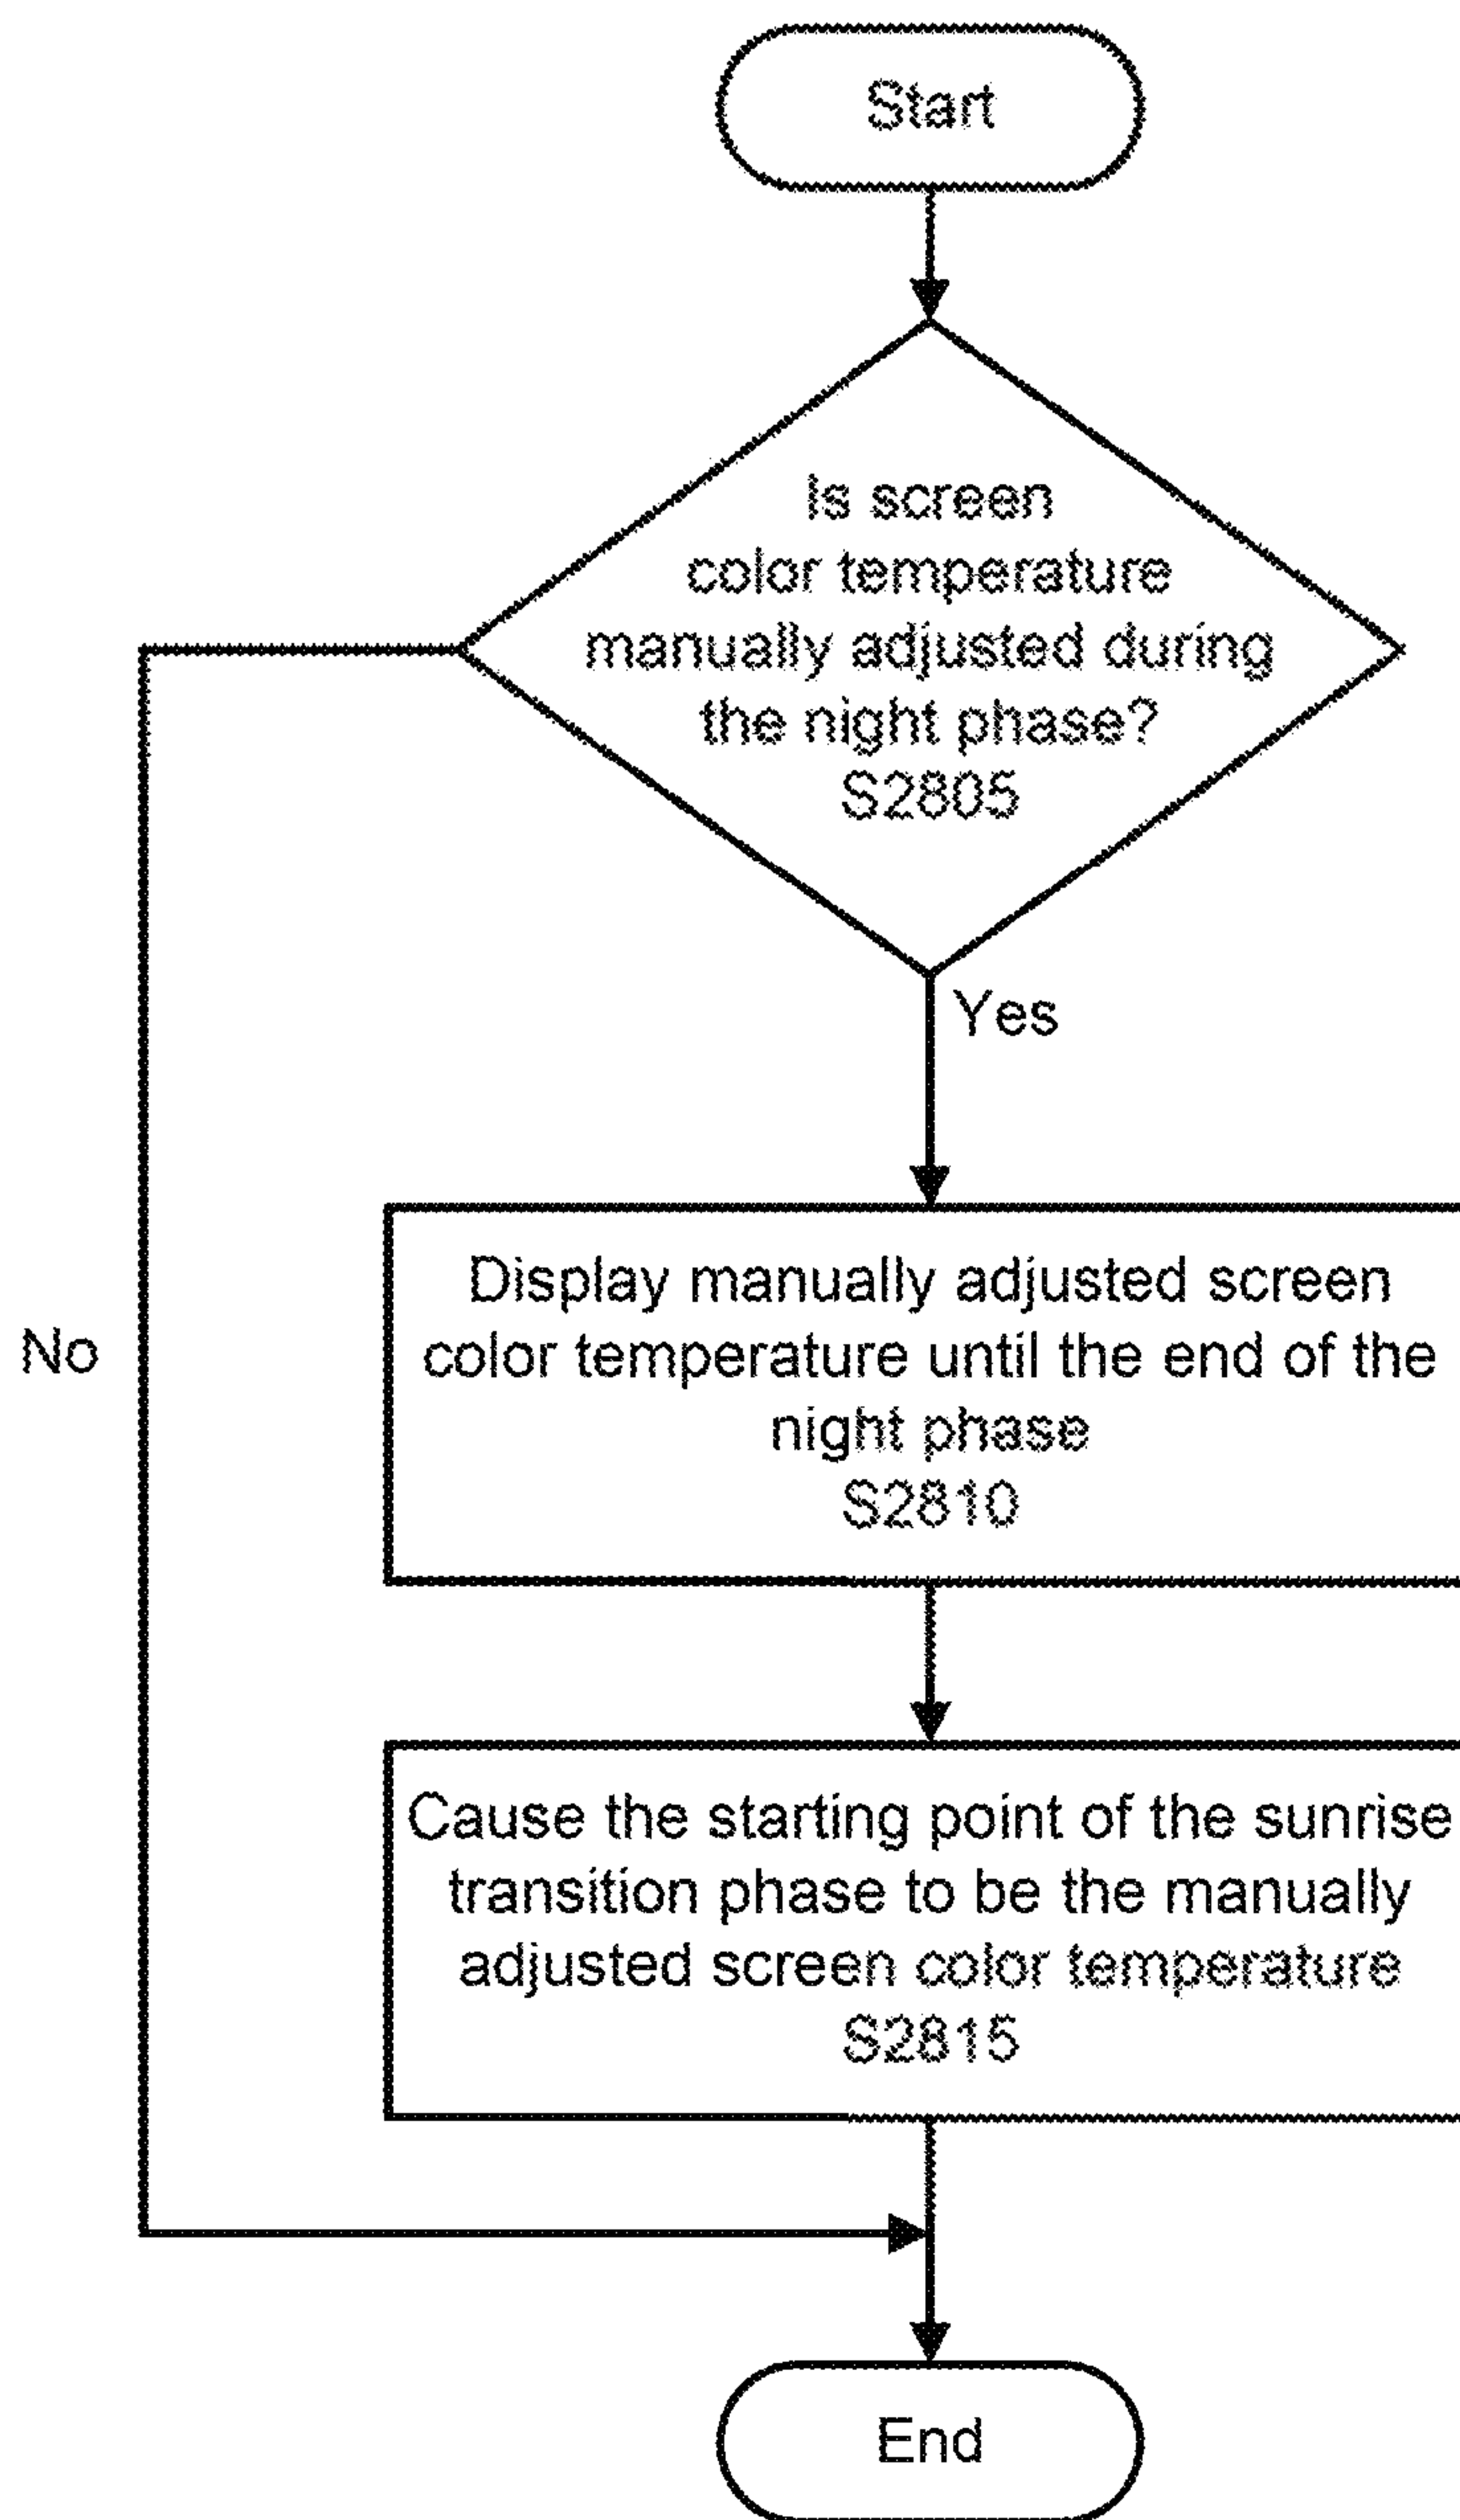 Start
Is screen
color temperature
manually adjusted during
the night phase?
S2805
Yes
No
Display manually adjusted screen
color temperature until the end of the
night phase
S2810
Cause the starting point of the sunrise
transition phase to be the manually
adjusted screen color temperature
S2815
End